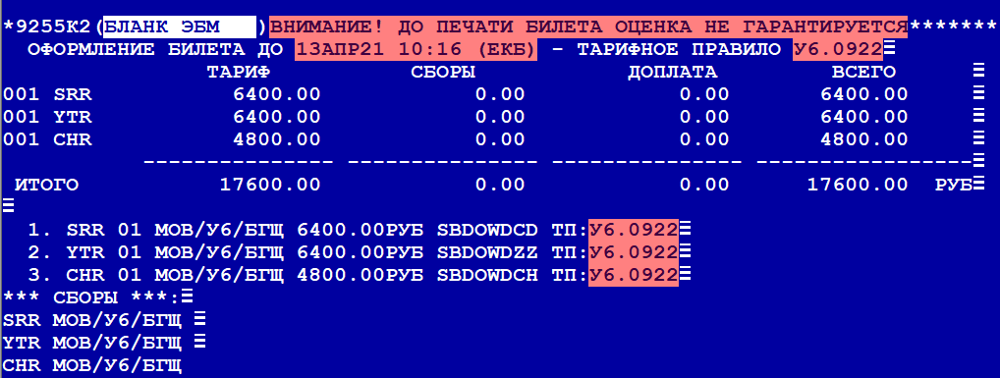 *9255К2(БЛАНК ЭБМ )ВНИМАНИЕ! ДО ПЕЧАТИ БИЛЕТА ОЦЕНКА НЕ ГАРАНТИРУЕТСЯ*******
ОФОРМЛЕНИЕ БИЛЕТА ДО 13АПР21 10:16 (ЕКБ) - ТАРИФНОЕ ПРАВИЛО У6.0922
ТАРИФ СБОРЫ ДОПЛАТА ВСЕГО
001 SRR 6400.00 0.00 0.00 6400.00
001 YTR 6400.00 0.00 0.00 6400.00
001 CHR 4800.00 0.00 0.00 4800.00
--------------- --------------- --------------- -----------------
ИТОГО 17600.00 0.00 0.00 17600.00 РУБ
1. SRR 01 МОВ/У6/БГЩ 6400.00РУБ SBDOWDCD ТП:У6.0922
2. YTR 01 МОВ/У6/БГЩ 6400.00РУБ SBDOWDZZ ТП:У6.0922
3. CHR 01 МОВ/У6/БГЩ 4800.00РУБ SBDOWDCH ТП:У6.0922
*** СБОРЫ ***:
SRR МОВ/У6/БГЩ
YTR МОВ/У6/БГЩ
CHR МОВ/У6/БГЩ